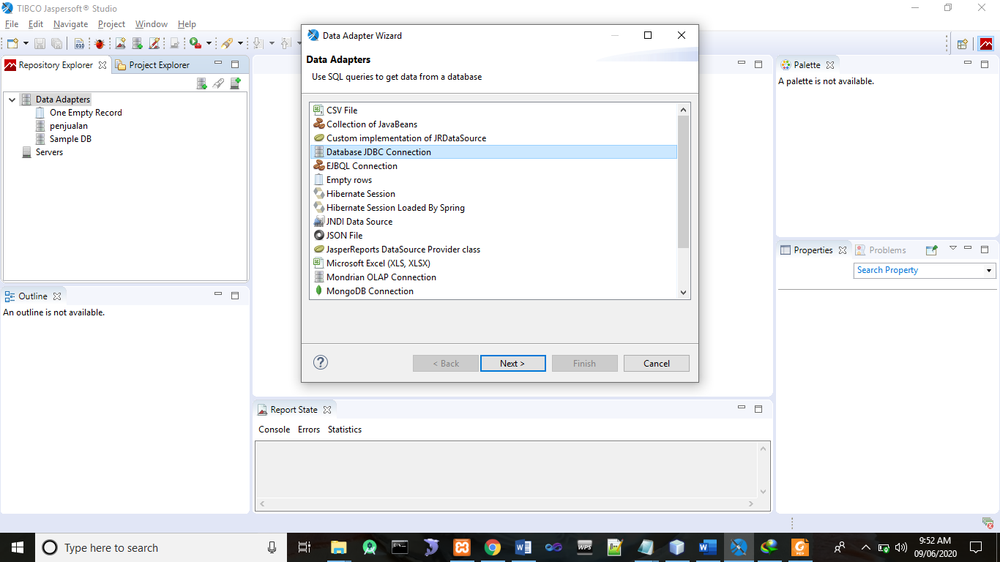 TIBCO Jaspersoft® Studio
File Edit Navigate Project Window Help
Repository Explorer
Project Explorer
Data Adapters
One Empty Record
penjualan
Sample DB
Servers
Outline
An outline is not available.
Data Adapter Wizard
Data Adapters
Use SQL queries to get data from a database
CSV File
Collection of JavaBeans
Custom implementation of JRDataSource
Database JDBC Connection
EJBQL Connection
Empty rows
Hibernate Session
Hibernate Session Loaded By Spring
JNDI Data Source
JSON File
JasperReports DataSource Provider class
Microsoft Excel (XLS, XLSX)
Mondrian OLAP Connection
MongoDB Connection
< Back Next > Finish Cancel
Report State
Console Errors Statistics
Palette
A palette is not available.
Properties
Problems
Search Property
Type here to search
WPS
9:52 AM
09/06/2020